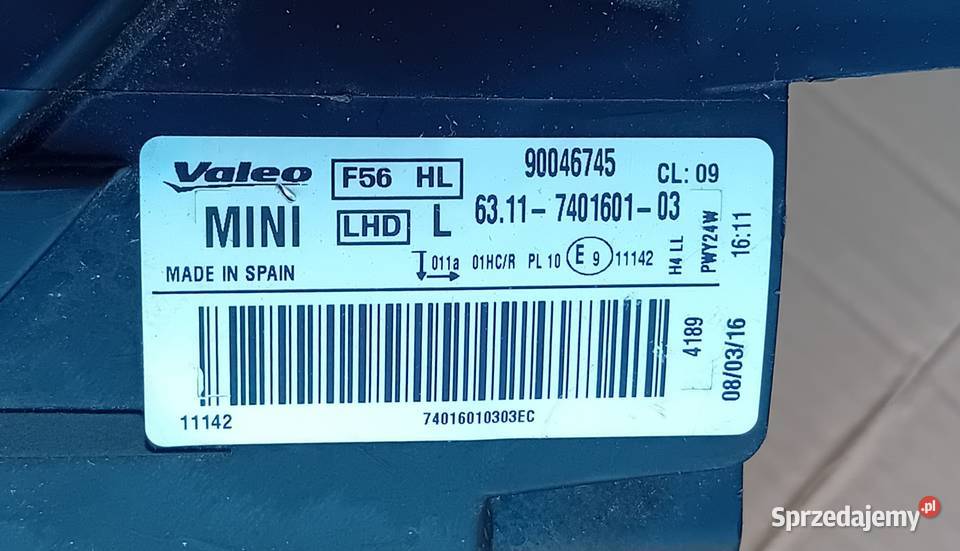 Valeo F56 HL 90046745 CL: 09
MINI LHD L 63.11-7401601-03
MADE IN SPAIN 011a 01HC/R PL 10 E 9 11142
H4 LL
PWY24W
16:11
4189
08/03/16
11142 74016010303EC
Sprzedajemy.pl